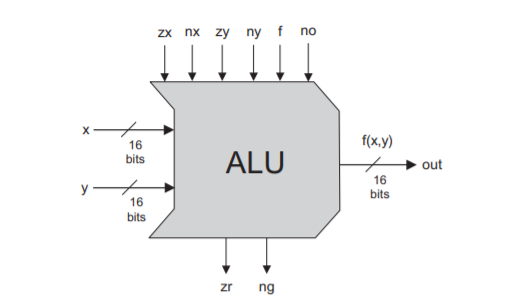 zx nx zy ny f no
x
16
bits
y
16
bits
ALU
f(x,y)
16
bits
out
zr ng